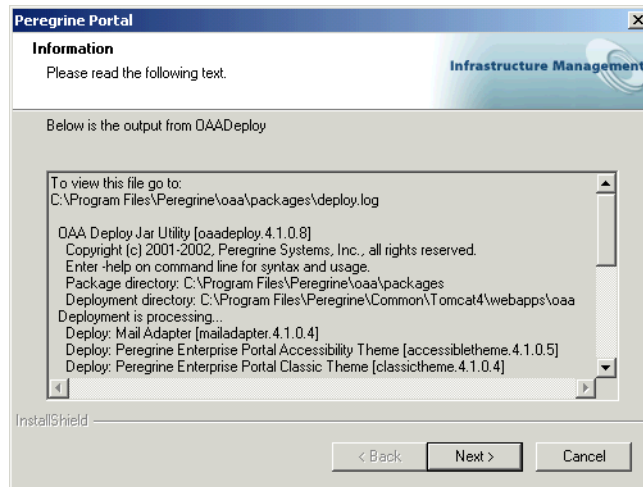 Peregrine Portal
Information
Please read the following text.
Infrastructure Management
Below is the output from OAADeploy
To view this file go to:
C:\Program Files\Peregrine\oaa\packages\deploy.log
OAA Deploy Jar Utility [oaadeploy.4.1.0.8]
Copyright (c) 2001-2002, Peregrine Systems, Inc., all rights reserved.
Enter -help on command line for syntax and usage.
Package directory: C:\Program Files\Peregrine\oaa\packages
Deployment directory: C:\Program Files\Peregrine\Common\Tomcat4\webapps\oaa
Deployment is processing...
Deploy: Mail Adapter [mailadapter.4.1.0.4]
Deploy: Peregrine Enterprise Portal Accessibility Theme [accessibletheme.4.1.0.5]
Deploy: Peregrine Enterprise Portal Classic Theme [classictheme.4.1.0.4]
InstallShield
< Back
Next >
Cancel